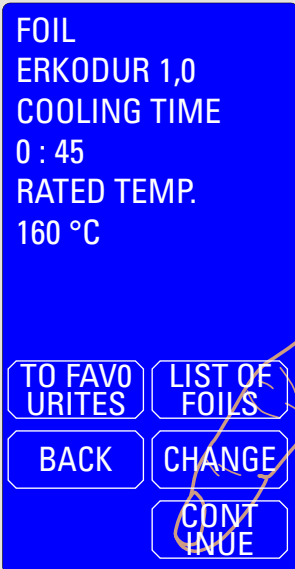 FOIL
ERKODUR 1,0
COOLING TIME
0 : 45
RATED TEMP.
160 °C
TO FAV0
URITES
LIST OF
FOILS
BACK
CHANGE
CONT
INUE